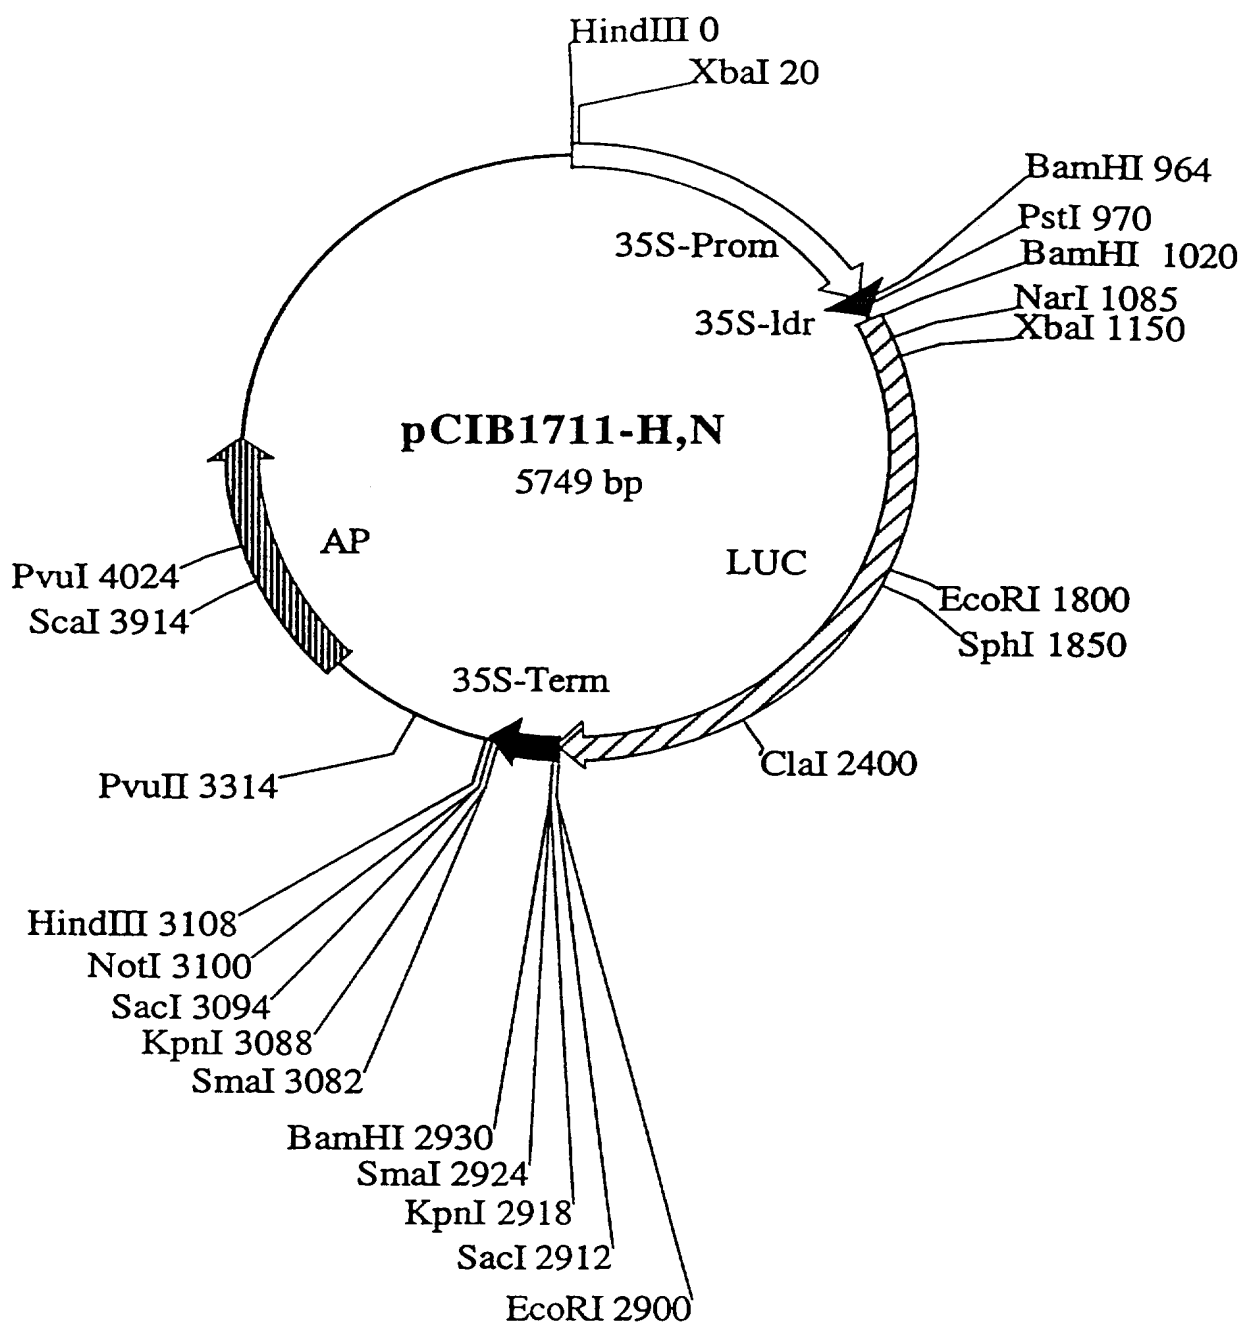 HindIII 0
XbaI 20
BamHI 964
PstI 970
BamHI 1020
NarI 1085
XbaI 1150
35S-Prom
35S-ldr
pCIB1711-H,N
5749 bp
AP
LUC
PvuI 4024
ScaI 3914
EcoRI 1800
SphI 1850
35S-Term
ClaI 2400
PvuII 3314
HindIII 3108
NotI 3100
SacI 3094
KpnI 3088
SmaI 3082
BamHI 2930
SmaI 2924
KpnI 2918
SacI 2912
EcoRI 2900